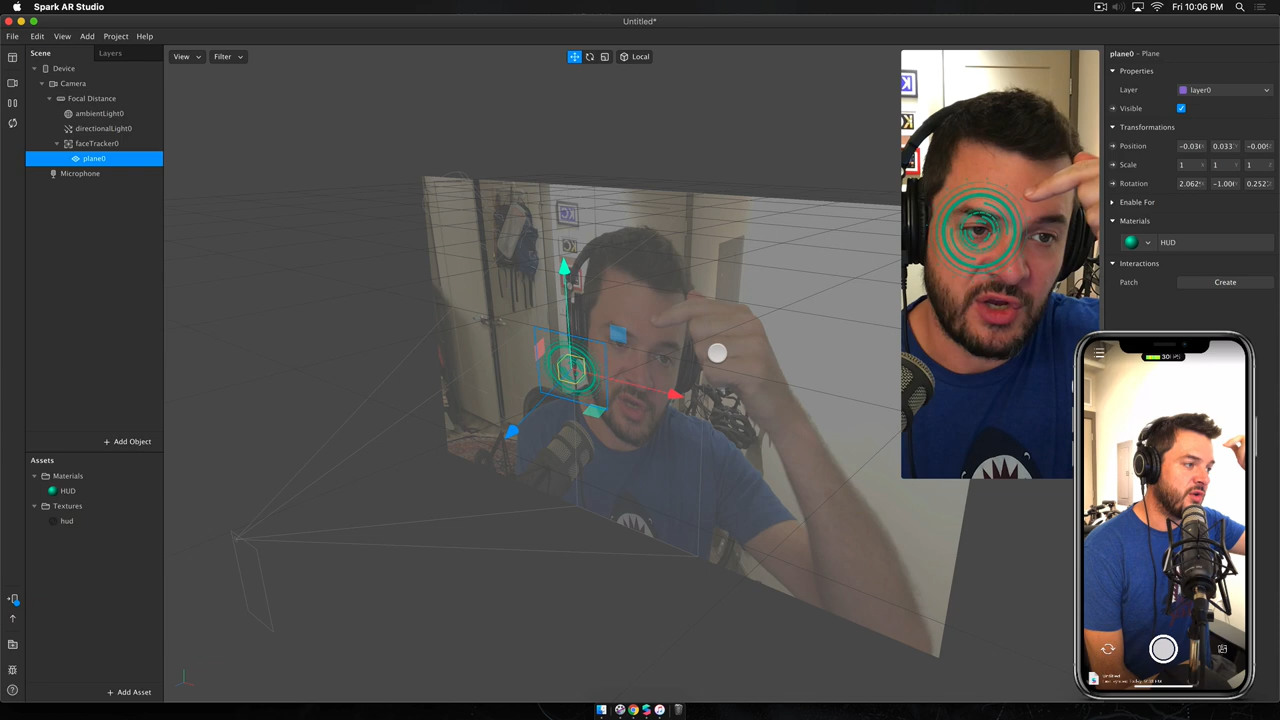 Spark AR Studio
Fri 10:06 PM
Untitled*
File Edit View Add Project Help
Scene Layers
Device
Camera
Focal Distance
ambientLight0
directionalLight0
faceTracker0
plane0
Microphone
+ Add Object
Assets
Materials
HUD
Textures
hud
+ Add Asset
View Filter
Local
KC
plane0 – Plane
Properties
Layer layer0
Visible
Transformations
Position 0.033
Scale 1 1 1
Rotation
Enable For
Materials
HUD
Interactions
Patch Create